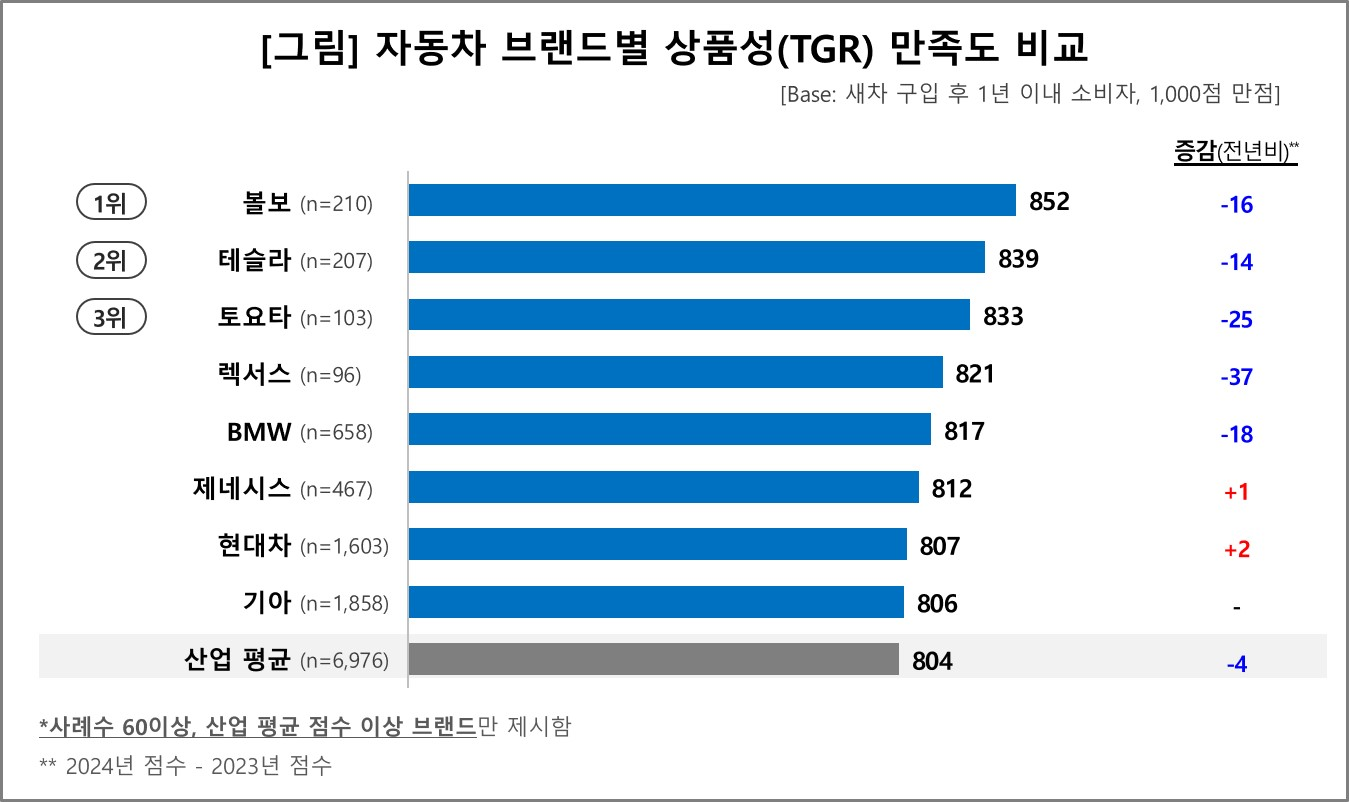 [그림] 자동차 브랜드별 상품성(TGR) 만족도 비교
[Base: 새차 구입 후 1년 이내 소비자, 1,000점 만점]
증감(전년비)**
1위 볼보 (n=210) 852 -16
2위 테슬라 (n=207) 839 -14
3위 토요타 (n=103) 833 -25
렉서스 (n=96) 821 -37
BMW (n=658) 817 -18
제네시스 (n=467) 812 +1
현대차 (n=1,603) 807 +2
기아 (n=1,858) 806 -
산업 평균 (n=6,976) 804 -4
*사례수 60이상, 산업 평균 점수 이상 브랜드만 제시함
** 2024년 점수 - 2023년 점수